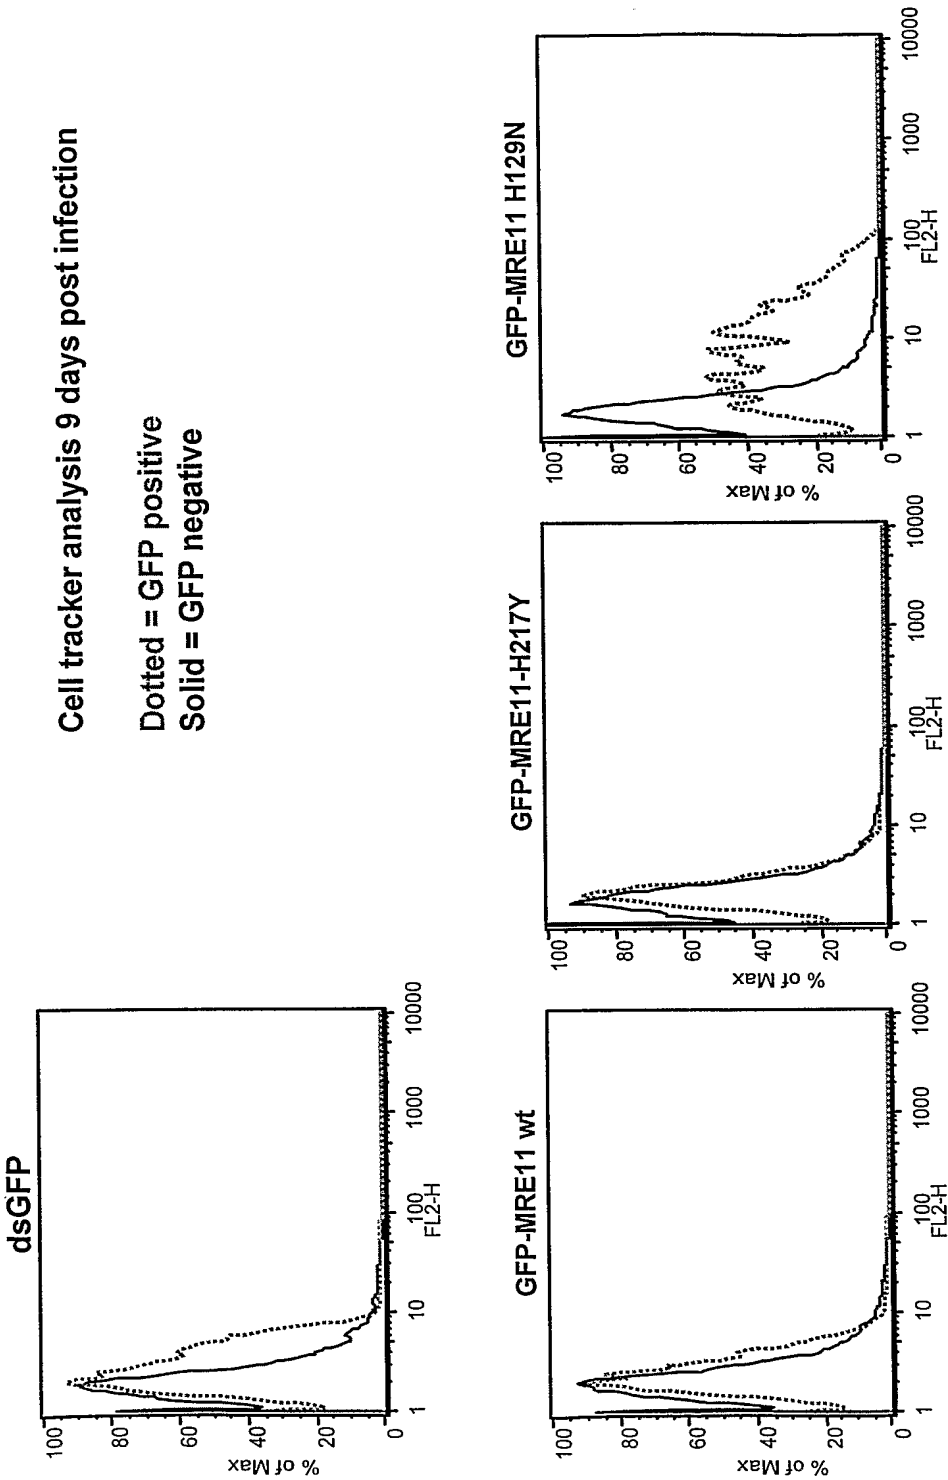 Cell tracker analysis 9 days post infection
Dotted = GFP positive
Solid = GFP negative
dsGFP
100
80
60
40
20
0
% of Max
1
10
100
1000
10000
FL2-H
GFP-MRE11 wt
100
80
60
40
20
0
% of Max
1
10
100
1000
10000
FL2-H
GFP-MRE11-H217Y
100
80
60
40
20
0
% of Max
1
10
100
1000
10000
FL2-H
GFP-MRE11 H129N
100
80
60
40
20
0
% of Max
1
10
100
1000
10000
FL2-H